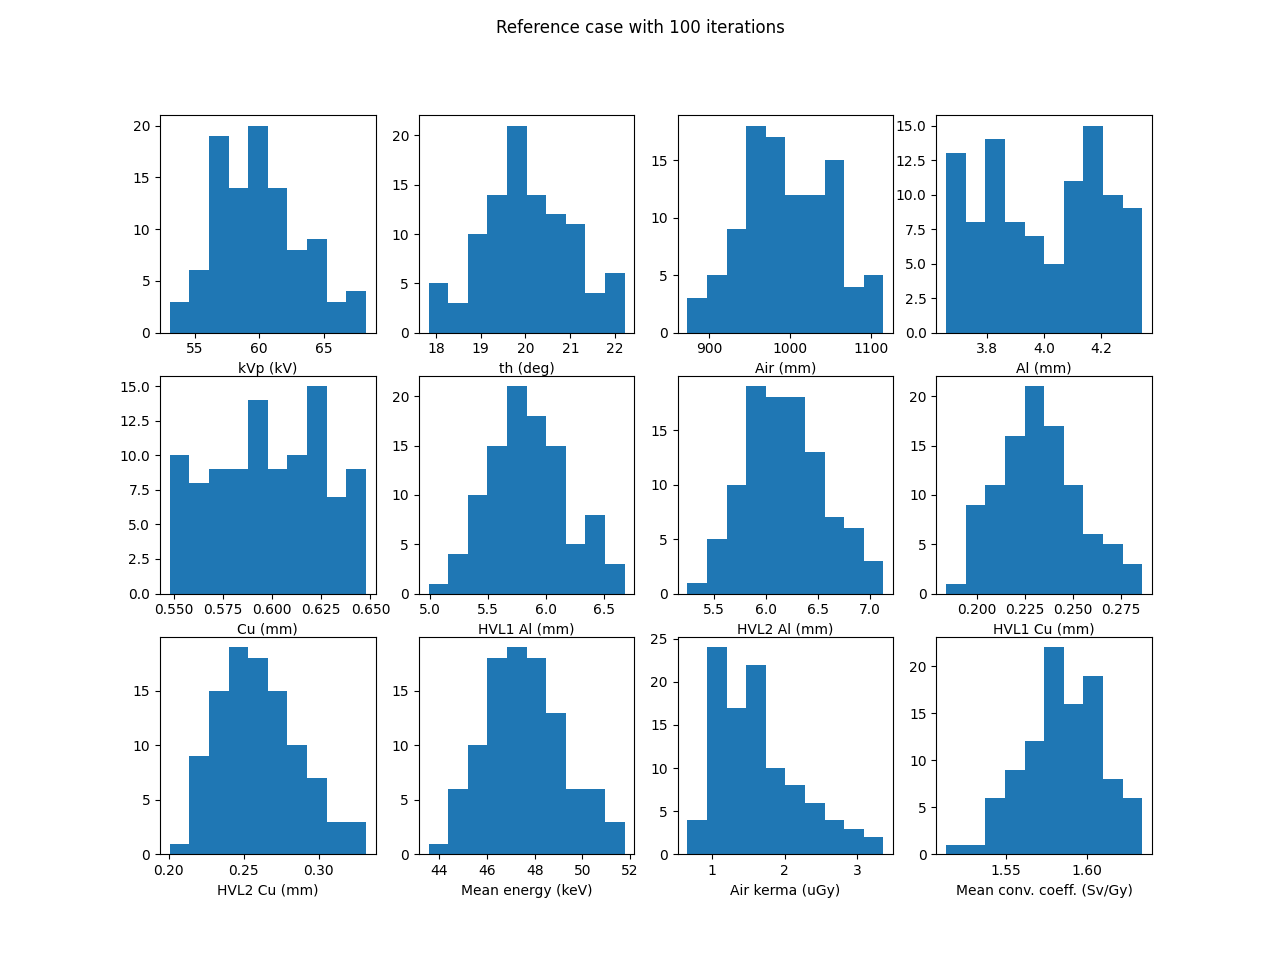 Reference case with 100 iterations
20
15
10
5
0
55 60 65
kVp (kV)
20
15
10
5
0
18 19 20 21 22
th (deg)
15
10
5
0
900 1000 1100
Air (mm)
15.0
12.5
10.0
7.5
5.0
2.5
0.0
3.8 4.0 4.2
Al (mm)
15.0
12.5
10.0
7.5
5.0
2.5
0.0
0.550 0.575 0.600 0.625 0.650
Cu (mm)
20
15
10
5
0
5.0 5.5 6.0 6.5
HVL1 Al (mm)
15
10
5
0
5.5 6.0 6.5 7.0
HVL2 Al (mm)
20
15
10
5
0
0.200 0.225 0.250 0.275
HVL1 Cu (mm)
15
10
5
0
0.20 0.25 0.30
HVL2 Cu (mm)
15
10
5
0
44 46 48 50 52
Mean energy (keV)
25
20
15
10
5
0
1 2 3
Air kerma (uGy)
20
15
10
5
0
1.55 1.60
Mean conv. coeff. (Sv/Gy)